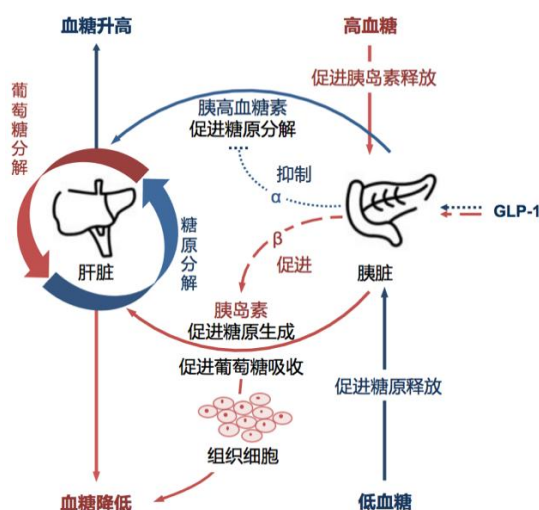 血糖升高
高血糖
促进胰岛素释放
葡萄糖分解
胰高血糖素
促进糖原分解
抑制
α
GLP-1
糖原分解
肝脏
β
促进
胰脏
胰岛素
促进糖原生成
促进葡萄糖吸收
促进糖原释放
组织细胞
血糖降低
低血糖